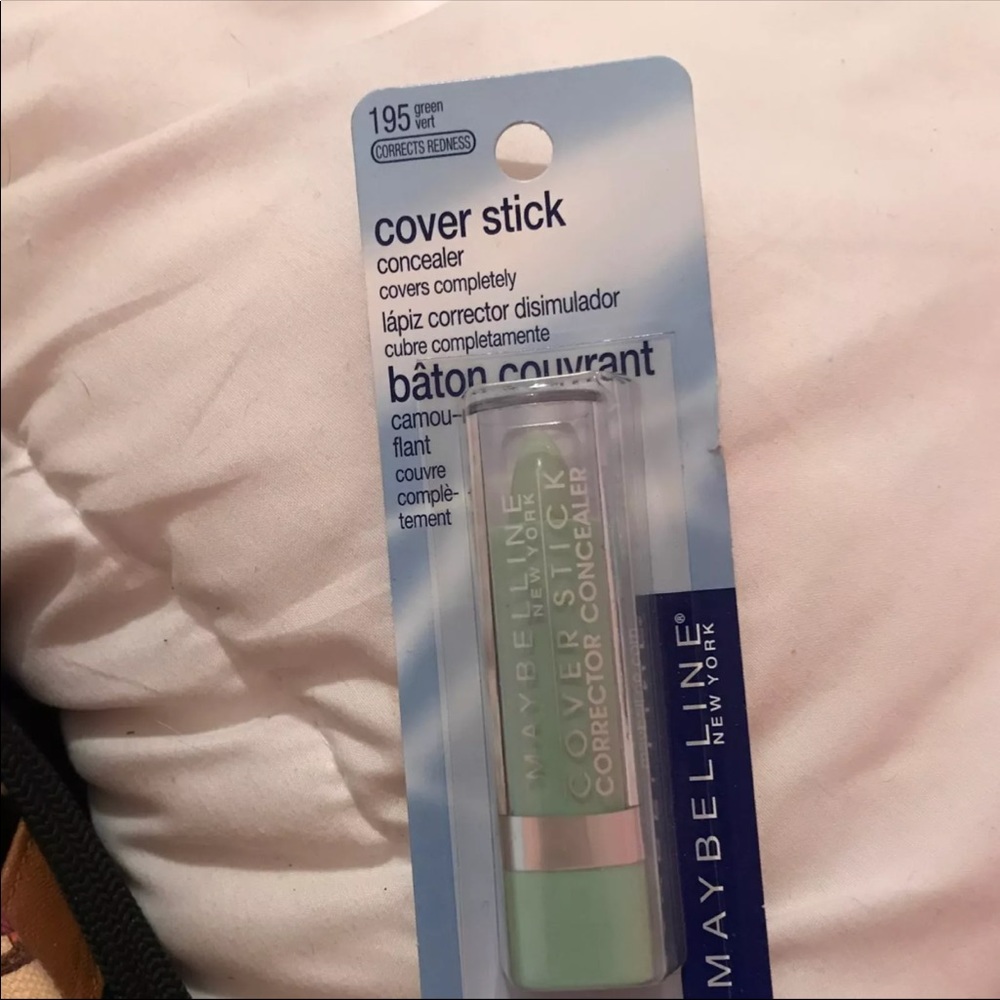 195 green
vert
CORRECTS REDNESS
cover stick
concealer
covers completely
lápiz corrector disimulador
cubre completamente
bâton couvrant
camou-
flant
couvre
complè-
tement
MAYBELLINE
NEW YORK
COVER STICK
CORRECTOR CONCEALER
MAYBELLINE®
NEW YORK